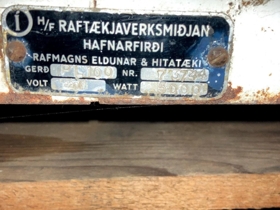 H/F RAFTÆKJAVERKSMIÐJAN
HAFNARFIRÐI
RAFMAGNS ELDUNAR & HITATÆKI
GERÐ NR.
VOLT WATT